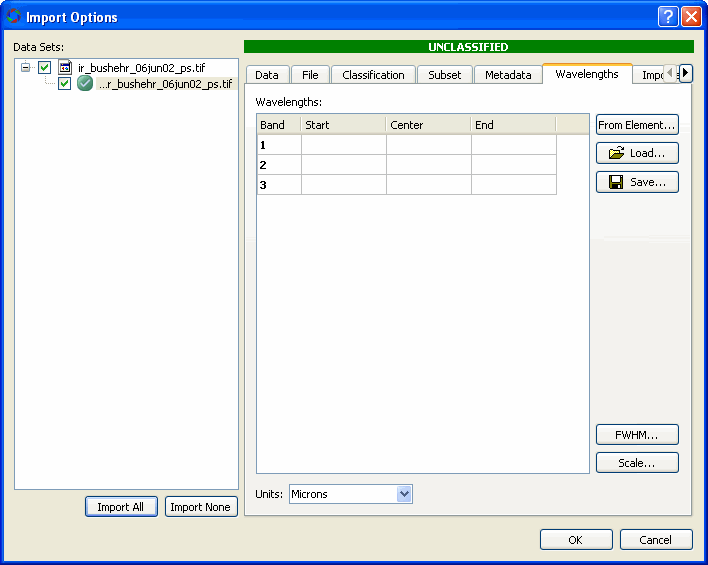 Import Options
Data Sets:
ir_bushehr_06jun02_ps.tif
...r_bushehr_06jun02_ps.tif
Import All
Import None
UNCLASSIFIED
Data File Classification Subset Metadata Wavelengths
Wavelengths:
Band Start Center End
1
2
3
From Element...
Load...
Save...
FWHM...
Scale...
Units: Microns
OK
Cancel